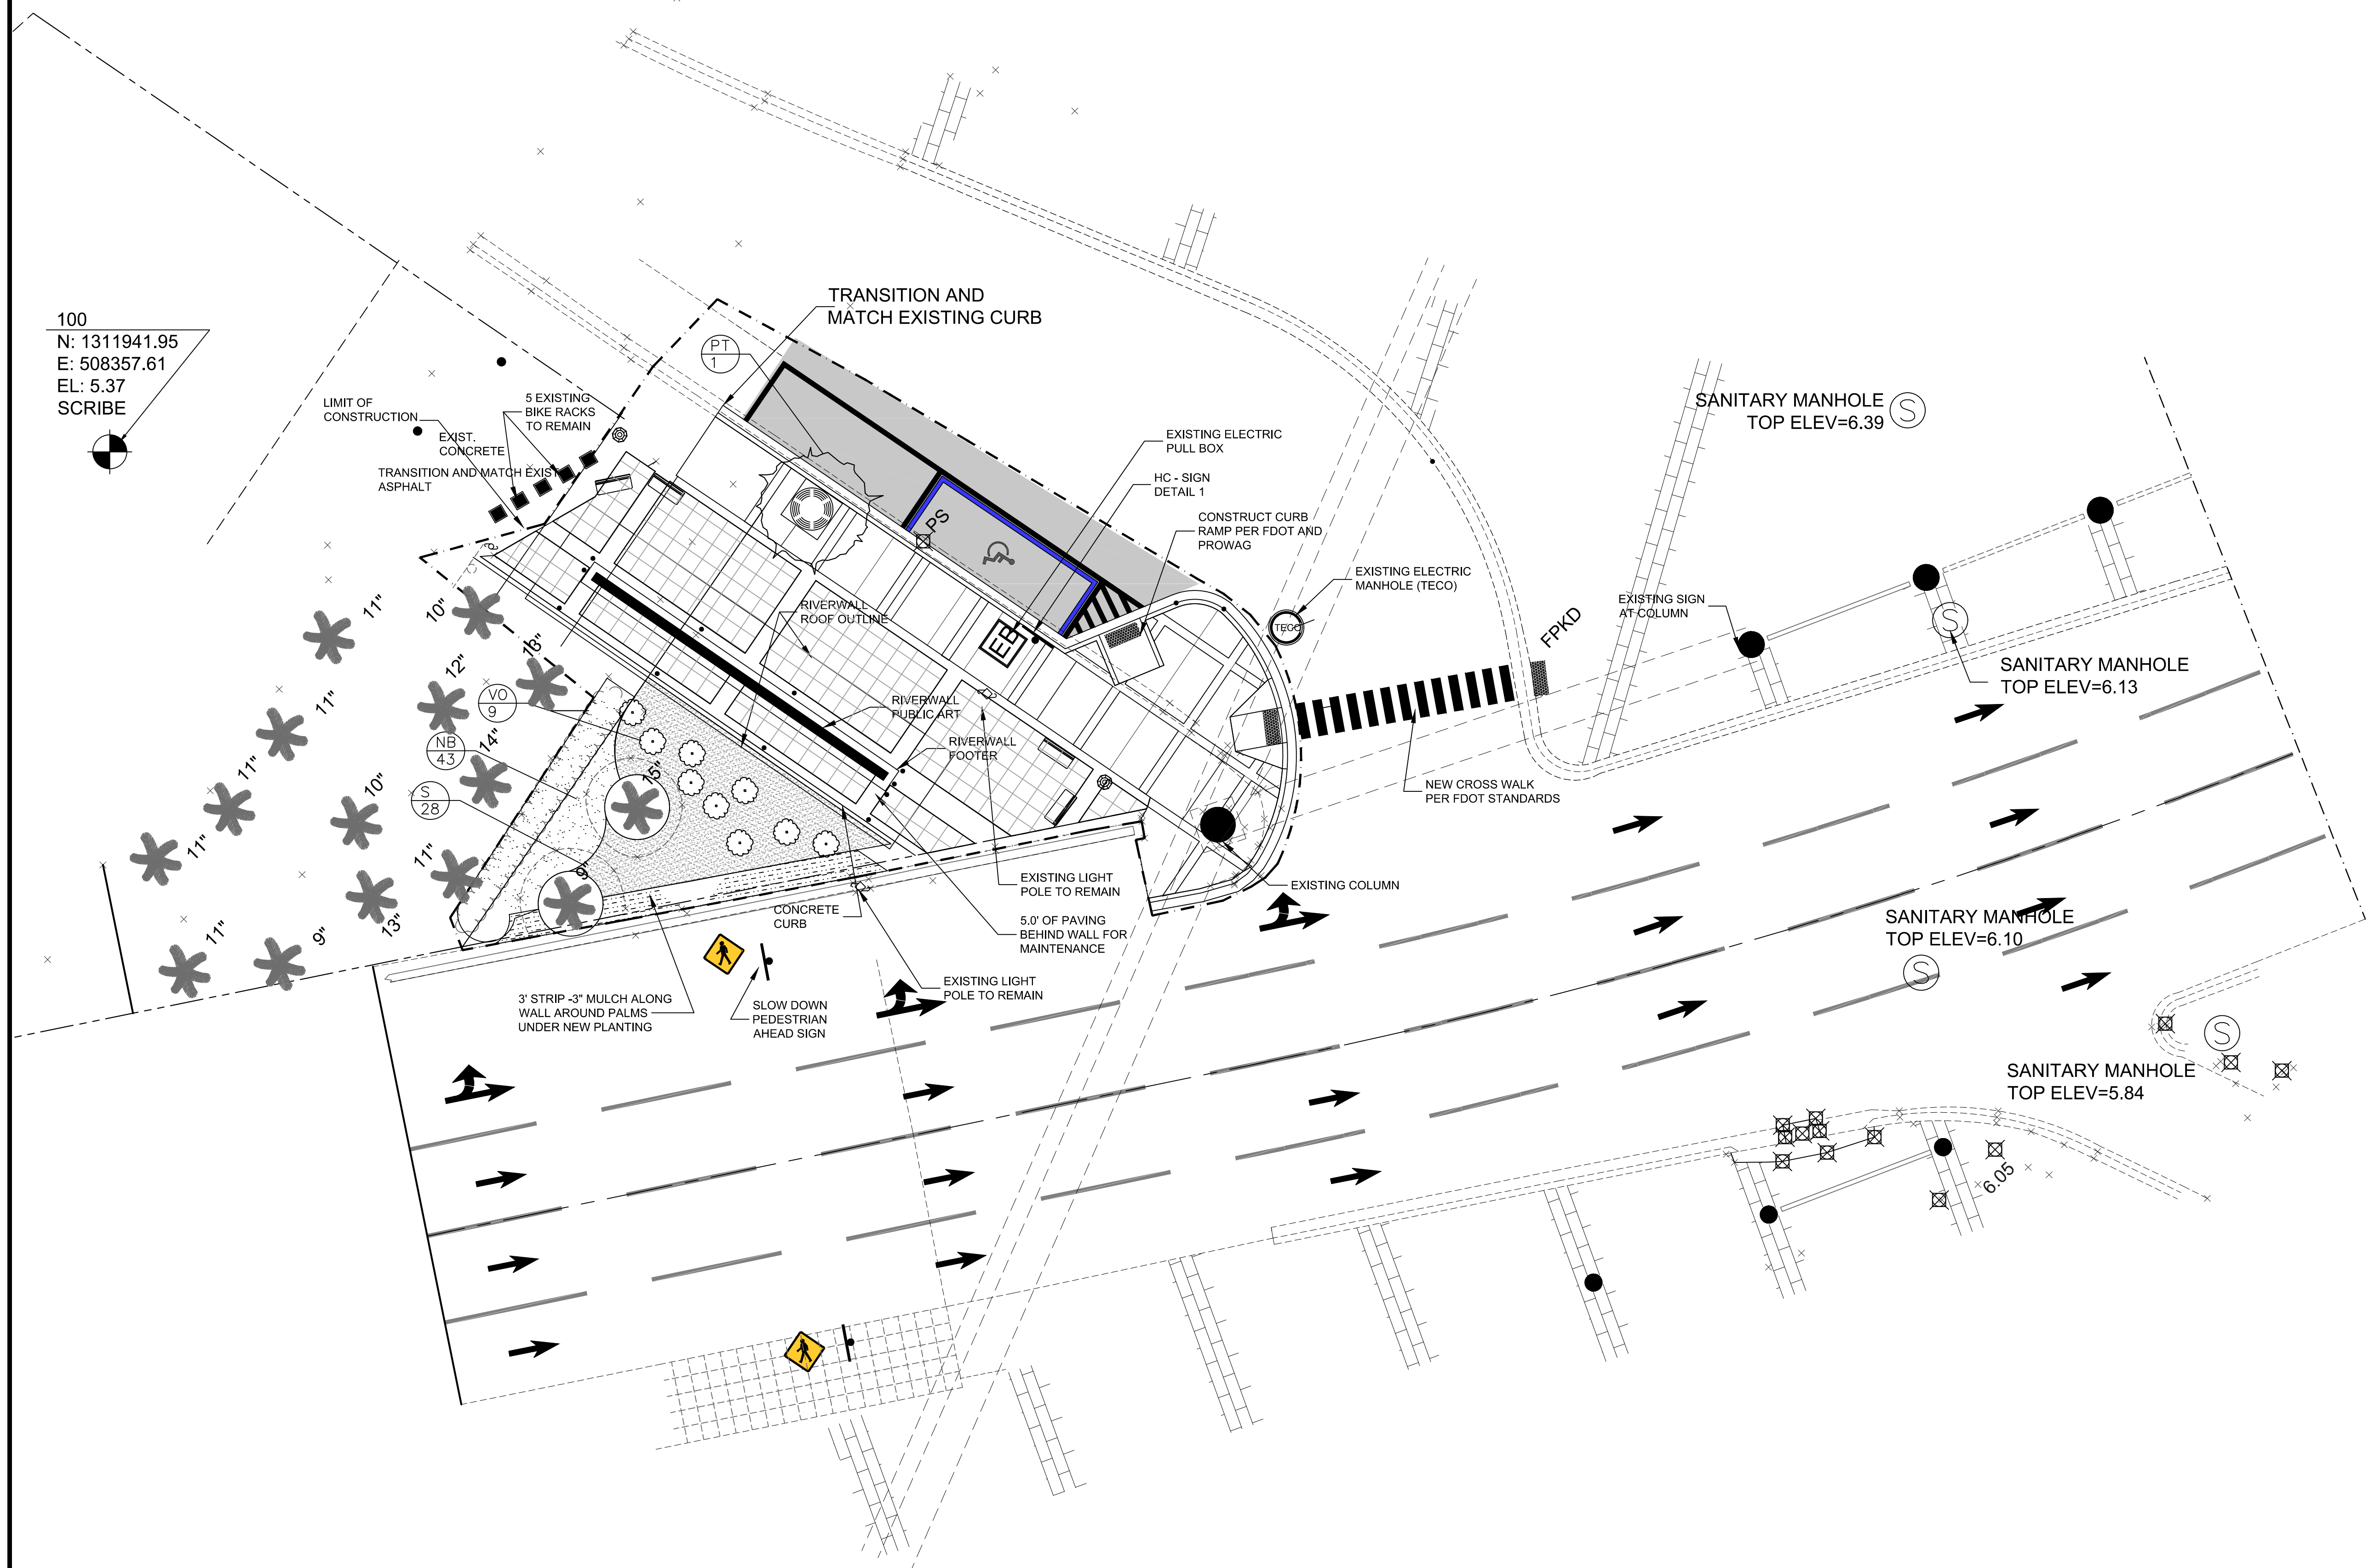 100
N: 1311941.95
E: 508357.61
EL: 5.37
SCRIBE
TRANSITION AND
MATCH EXISTING CURB
PT
1
LIMIT OF
CONSTRUCTION
5 EXISTING
BIKE RACKS
TO REMAIN
EXIST.
CONCRETE
TRANSITION AND MATCH EXIST
ASPHALT
EXISTING ELECTRIC
PULL BOX
HC - SIGN
DETAIL 1
CONSTRUCT CURB
RAMP PER FDOT AND
PROWAG
EXISTING ELECTRIC
MANHOLE (TECO)
TECO
SANITARY MANHOLE
TOP ELEV=6.39
S
PS
EB
FPKD
EXISTING SIGN
AT COLUMN
S
SANITARY MANHOLE
TOP ELEV=6.13
RIVERWALL
ROOF OUTLINE
RIVERWALL
PUBLIC ART
RIVERWALL
FOOTER
11"
10"
13"
12"
11"
14"
11"
10"
15"
11"
11"
9"
11"
9"
13"
VO
9
NB
43
S
28
NEW CROSS WALK
PER FDOT STANDARDS
EXISTING LIGHT
POLE TO REMAIN
EXISTING COLUMN
CONCRETE
CURB
5.0' OF PAVING
BEHIND WALL FOR
MAINTENANCE
EXISTING LIGHT
POLE TO REMAIN
3' STRIP -3" MULCH ALONG
WALL AROUND PALMS
UNDER NEW PLANTING
SLOW DOWN
PEDESTRIAN
AHEAD SIGN
SANITARY MANHOLE
TOP ELEV=6.10
S
S
SANITARY MANHOLE
TOP ELEV=5.84
6.05